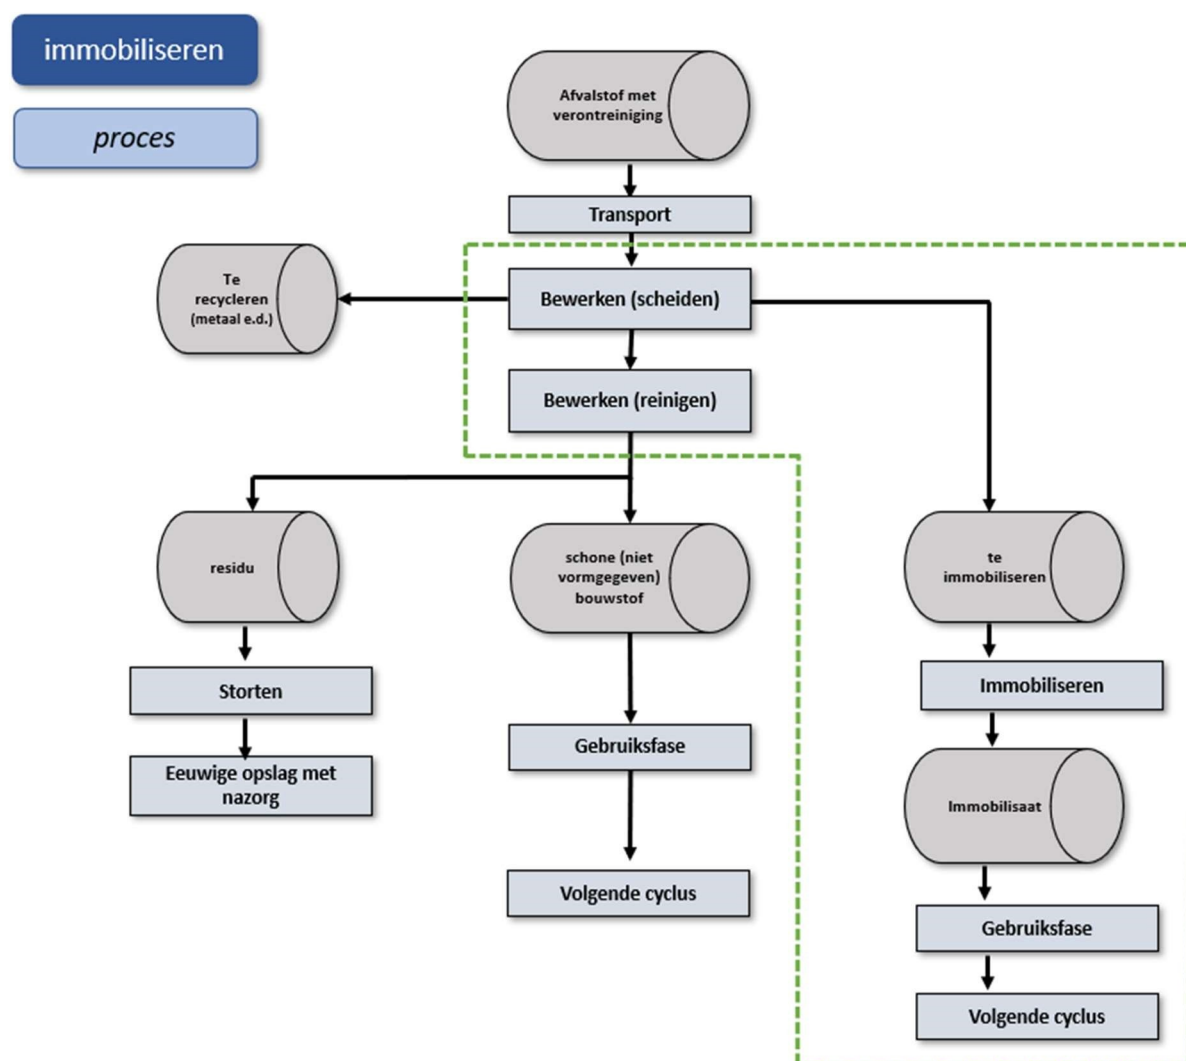 immobiliseren
proces
Afvalstof met
verontreiniging
Transport
Te
recycleren
(metaal e.d.)
Bewerken (scheiden)
Bewerken (reinigen)
residu
schone (niet
vormgegeven)
bouwstof
te
immobiliseren
Storten
Immobiliseren
Gebruiksfase
Eeuwige opslag met
nazorg
Immobilisaat
Volgende cyclus
Gebruiksfase
Volgende cyclus